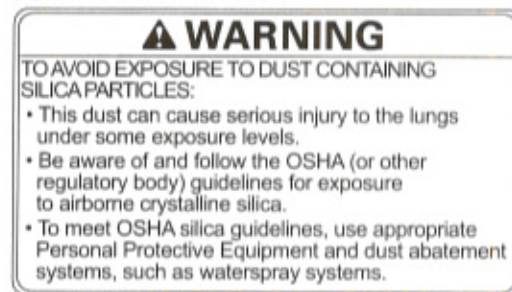 ⚠ WARNING
TO AVOID EXPOSURE TO DUST CONTAINING
SILICA PARTICLES:
• This dust can cause serious injury to the lungs
under some exposure levels.
• Be aware of and follow the OSHA (or other
regulatory body) guidelines for exposure
to airborne crystalline silica.
• To meet OSHA silica guidelines, use appropriate
Personal Protective Equipment and dust abatement
systems, such as waterspray systems.